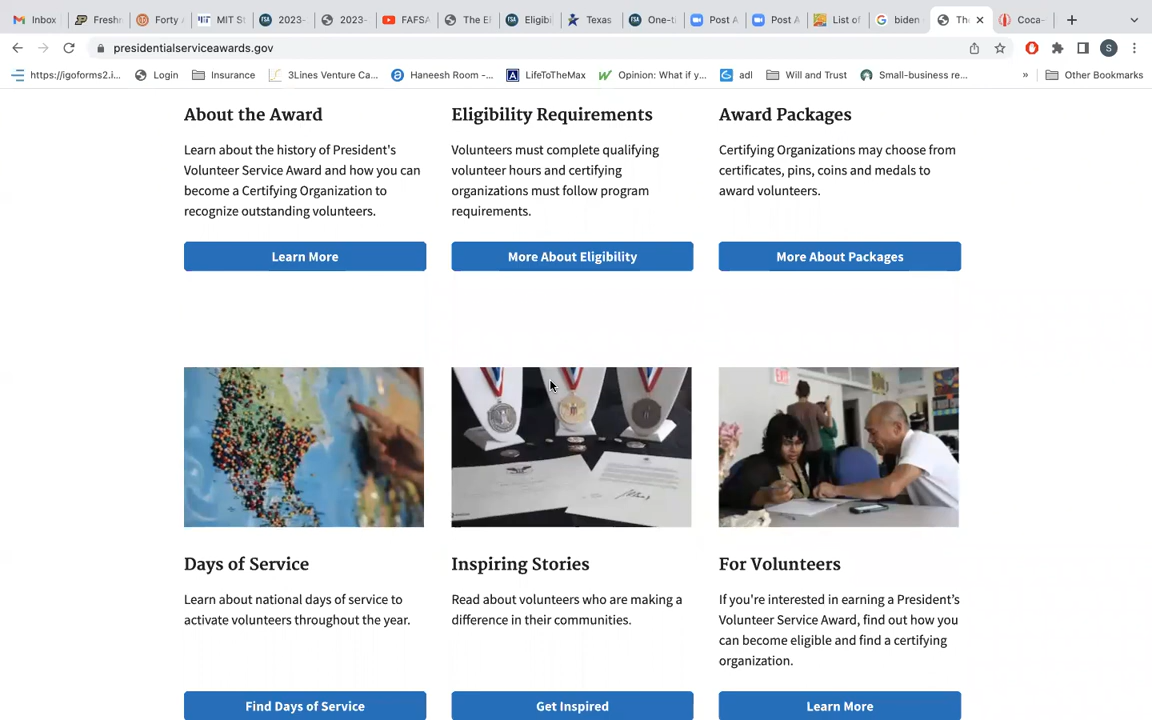 Inbox
Freshm
Forty A
MIT St
2023-
2023-
FAFSA
The El
Eligibi
Texas
One-ti
Post A
Post A
List of
biden
The
Coca-
presidentialserviceawards.gov
S
https://igoforms2.i...
Login
Insurance
3Lines Venture Ca...
Haneesh Room -...
LifeToTheMax
Opinion: What if y...
adl
Will and Trust
Small-business re...
»
Other Bookmarks
About the Award
Learn about the history of President's
Volunteer Service Award and how you can
become a Certifying Organization to
recognize outstanding volunteers.
Learn More
Eligibility Requirements
Volunteers must complete qualifying
volunteer hours and certifying
organizations must follow program
requirements.
More About Eligibility
Award Packages
Certifying Organizations may choose from
certificates, pins, coins and medals to
award volunteers.
More About Packages
Days of Service
Learn about national days of service to
activate volunteers throughout the year.
Find Days of Service
Inspiring Stories
Read about volunteers who are making a
difference in their communities.
Get Inspired
For Volunteers
If you're interested in earning a President's
Volunteer Service Award, find out how you
can become eligible and find a certifying
organization.
Learn More